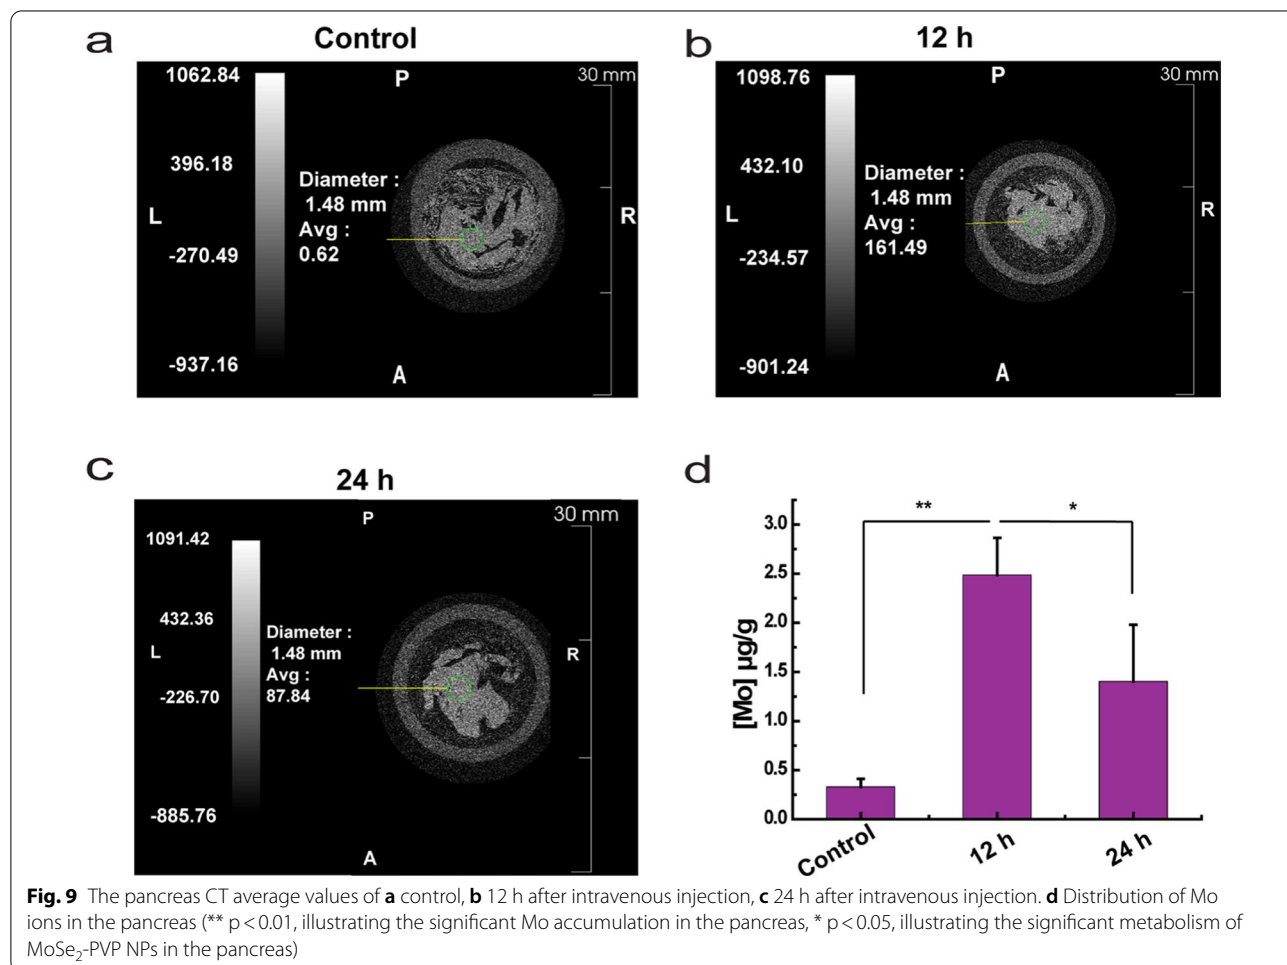 a
Control
1062.84
396.18
-270.49
-937.16
P
L
R
A
30 mm
Diameter :
1.48 mm
Avg :
0.62
b
12 h
1098.76
432.10
-234.57
-901.24
P
L
R
A
30 mm
Diameter :
1.48 mm
Avg :
161.49
c
24 h
1091.42
432.36
-226.70
-885.76
P
L
R
A
30 mm
Diameter :
1.48 mm
Avg :
87.84
d
[Mo] µg/g
3.0
2.5
2.0
1.5
1.0
0.5
0.0
**
*
Control
12 h
24 h
Fig. 9 The pancreas CT average values of a control, b 12 h after intravenous injection, c 24 h after intravenous injection. d Distribution of Mo
ions in the pancreas (** p < 0.01, illustrating the significant Mo accumulation in the pancreas, * p < 0.05, illustrating the significant metabolism of
MoSe₂-PVP NPs in the pancreas)